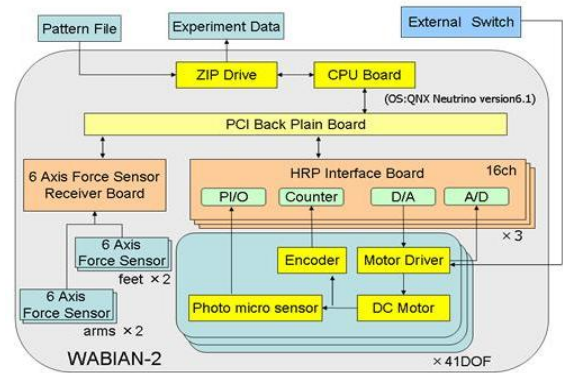 Pattern File
Experiment Data
External Switch
ZIP Drive
CPU Board
(OS:QNX Neutrino version6.1)
PCI Back Plain Board
6 Axis Force Sensor
Receiver Board
HRP Interface Board
16ch
PI/O
Counter
D/A
A/D
×3
6 Axis
Force Sensor
feet ×2
6 Axis
Force Sensor
arms ×2
Encoder
Motor Driver
Photo micro sensor
DC Motor
WABIAN-2
×41DOF